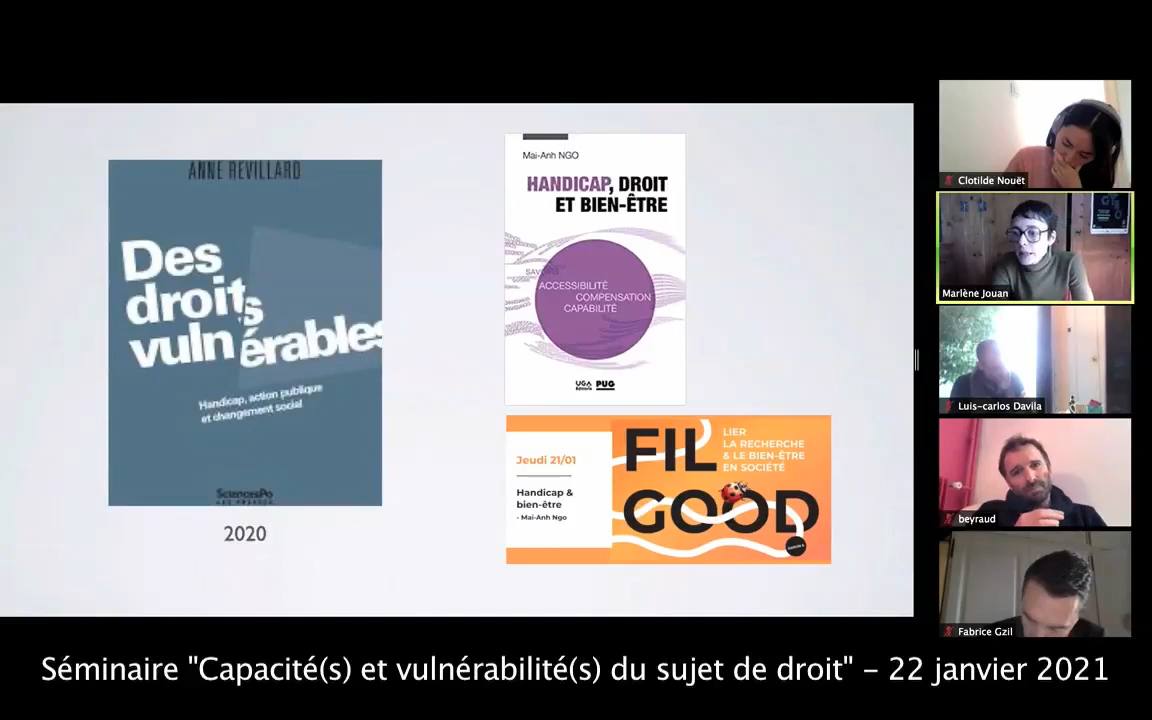 ANNE REVILLARD
Des
droits
vulnérables
Handicap, action publique
et changement social
SciencesPo
2020
Mai-Anh NGO
HANDICAP, DROIT
ET BIEN-ÊTRE
SAVOIRS
ACCESSIBILITÉ
COMPENSATION
CAPABILITÉ
UGA
Éditions
PUG
Jeudi 21/01
Handicap &
bien-être
- Mai-Anh Ngo
FIL
GOOD
LIER
LA RECHERCHE
& LE BIEN-ÊTRE
EN SOCIÉTÉ
Clotilde Nouët
Marlène Jouan
Luis-carlos Davila
beyraud
Fabrice Gzil
Séminaire "Capacité(s) et vulnérabilité(s) du sujet de droit" – 22 janvier 2021